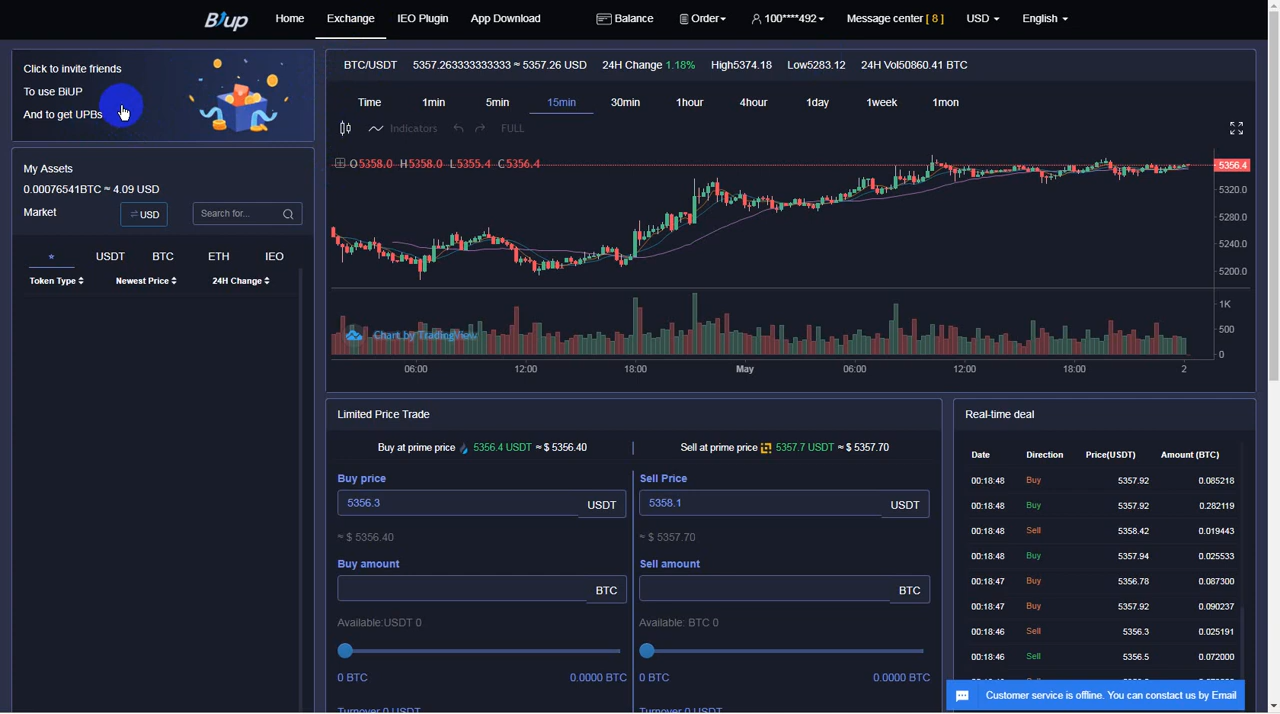 BiUP
Home
Exchange
IEO Plugin
App Download
Balance
Order
100****492
Message center [ 8 ]
USD
English
Click to invite friends
To use BiUP
And to get UPBs
BTC/USDT
5357.263333333333 ≈ 5357.26 USD
24H Change 1.18%
High5374.18
Low5283.12
24H Vol50860.41 BTC
Time
1min
5min
15min
30min
1hour
4hour
1day
1week
1mon
Indicators
FULL
O5358.0 H5358.0 L5355.4 C5356.4
5356.4
5320.0
5280.0
5240.0
5200.0
1K
500
0
Chart by TradingView
06:00
12:00
18:00
May
06:00
12:00
18:00
2
My Assets
0.00076541BTC ≈ 4.09 USD
Market
USD
Search for...
USDT
BTC
ETH
IEO
Token Type
Newest Price
24H Change
Limited Price Trade
Buy at prime price 5356.4 USDT ≈ $ 5356.40
Sell at prime price 5357.7 USDT ≈ $ 5357.70
Buy price
5356.3 USDT
≈ $ 5356.40
Buy amount
BTC
Available:USDT 0
0 BTC
0.0000 BTC
Turnover 0 USDT
Sell Price
5358.1 USDT
≈ $ 5357.70
Sell amount
BTC
Available: BTC 0
0 BTC
0.0000 BTC
Turnover 0 USDT
Real-time deal
Date Direction Price(USDT) Amount (BTC)
00:18:48 Buy 5357.92 0.085218
00:18:48 Buy 5357.92 0.282119
00:18:48 Sell 5358.42 0.019443
00:18:48 Buy 5357.94 0.025533
00:18:47 Buy 5356.78 0.087300
00:18:47 Buy 5357.92 0.090237
00:18:46 Sell 5356.3 0.025191
00:18:46 Sell 5356.5 0.072000
Customer service is offline. You can constact us by Email